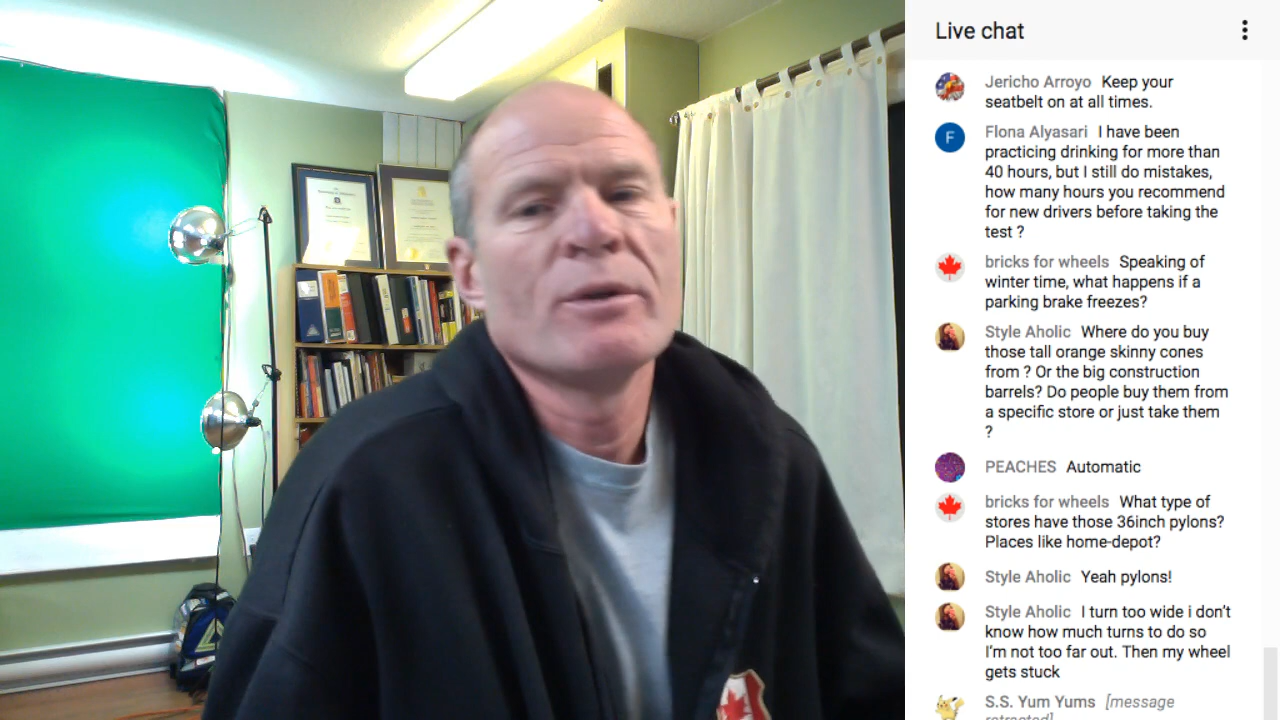 Live chat
Jericho Arroyo Keep your
seatbelt on at all times.
F
Flona Alyasari I have been
practicing drinking for more than
40 hours, but I still do mistakes,
how many hours you recommend
for new drivers before taking the
test ?
bricks for wheels Speaking of
winter time, what happens if a
parking brake freezes?
Style Aholic Where do you buy
those tall orange skinny cones
from ? Or the big construction
barrels? Do people buy them from
a specific store or just take them
?
PEACHES Automatic
bricks for wheels What type of
stores have those 36inch pylons?
Places like home-depot?
Style Aholic Yeah pylons!
Style Aholic I turn too wide i don't
know how much turns to do so
I'm not too far out. Then my wheel
gets stuck
S.S. Yum Yums [message
retracted]